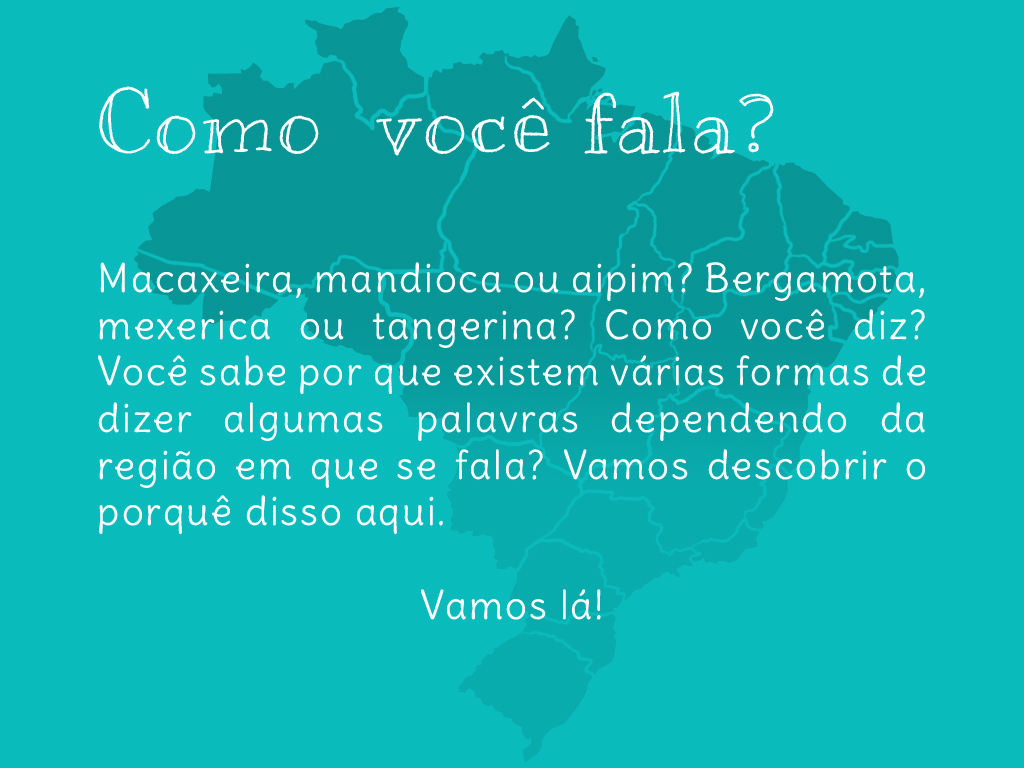 Como você fala?
Macaxeira, mandioca ou aipim? Bergamota,
mexerica ou tangerina? Como você diz?
Você sabe por que existem várias formas de
dizer algumas palavras dependendo da
região em que se fala? Vamos descobrir o
porquê disso aqui.
Vamos lá!